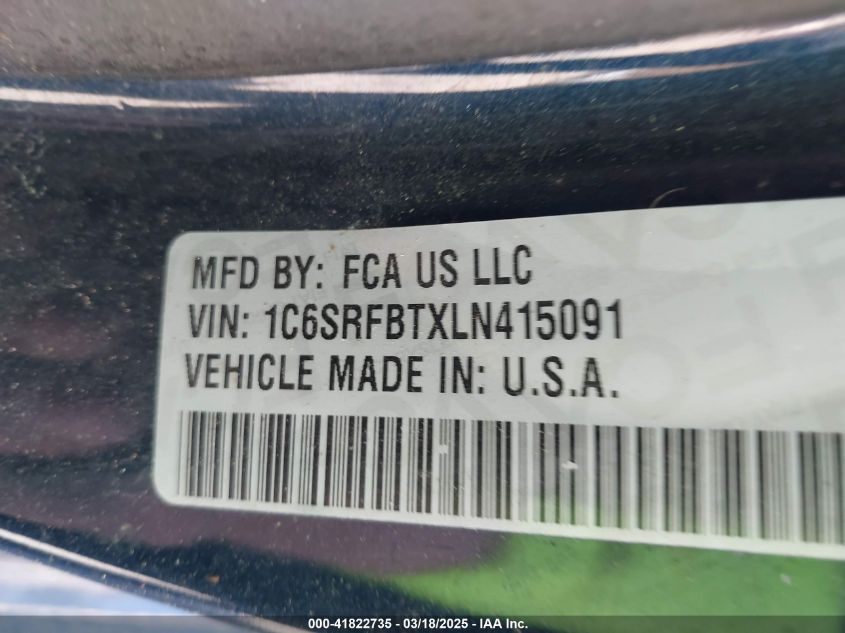 MFD BY: FCA US LLC
VIN: 1C6SRFBTXLN415091
VEHICLE MADE IN: U.S.A.
000-41822735 - 03/18/2025 - IAA Inc.